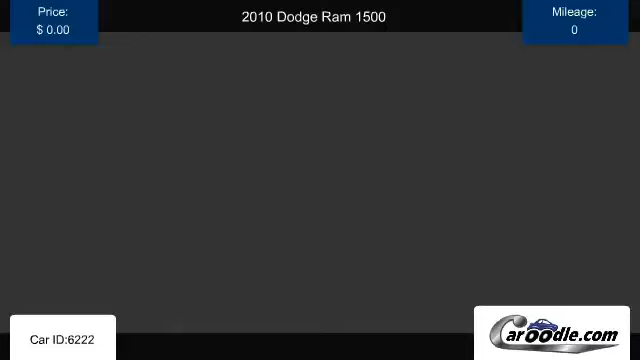 Price:
$ 0.00
2010 Dodge Ram 1500
Mileage:
0
Car ID:6222
Caroodle.com